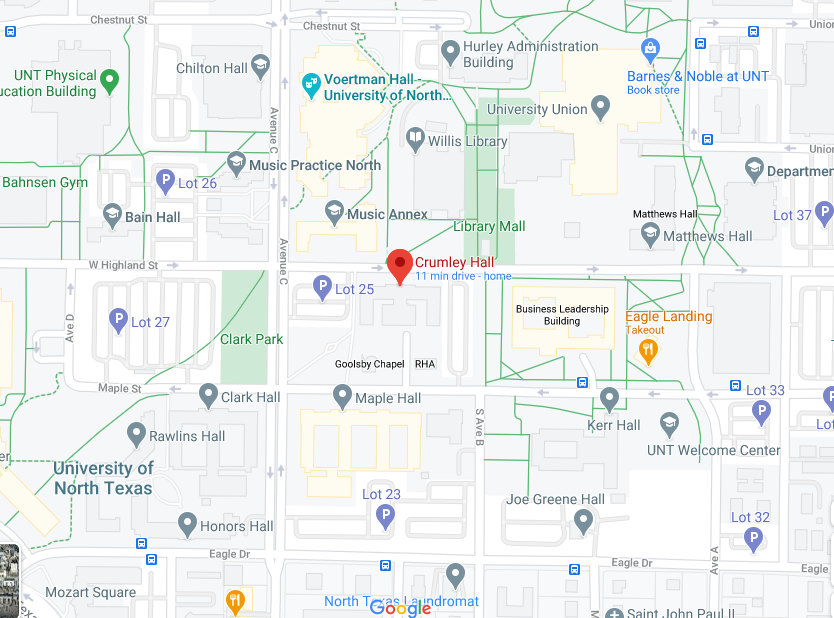 Chestnut St
Chestnut St
Union
Hurley Administration
Building
UNT Physical
ucation Building
Chilton Hall
Voertman Hall -
University of North...
Barnes & Noble at UNT
Book store
University Union
Avenue C
Willis Library
Union
Music Practice North
Bahnsen Gym
P
Lot 26
Department
Bain Hall
Music Annex
Library Mall
Matthews Hall
Matthews Hall
Lot 37
P
Avenue C
W Highland St
Crumley Hall
11 min drive - home
P
Lot 25
P
Lot 27
Ave D
Clark Park
Business Leadership
Building
Eagle Landing
Takeout
Goolsby Chapel
RHA
Maple St
Clark Hall
Maple Hall
Kerr Hall
Lot 33
P
P
Lot
Rawlins Hall
S Ave B
UNT Welcome Center
er
University of
North Texas
Lot 23
P
Joe Greene Hall
Lot 32
P
Honors Hall
Eagle Dr
Eagle Dr
Ave A
Eagle
Mozart Square
North Texas Laundromat
Google
Saint John Paul II